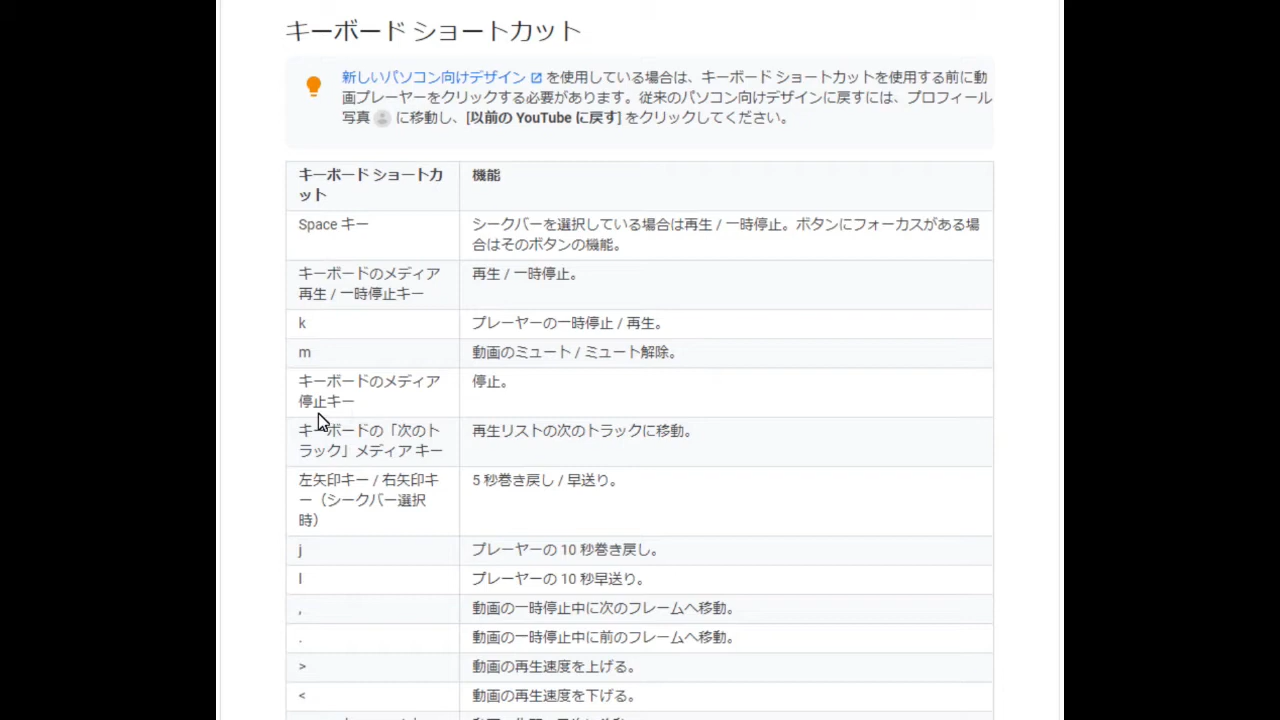 キーボード ショートカット
新しいパソコン向けデザイン を使用している場合は、キーボード ショートカットを使用する前に動
画プレーヤーをクリックする必要があります。従来のパソコン向けデザインに戻すには、プロフィール
写真 に移動し、[以前の YouTube に戻す] をクリックしてください。
キーボード ショートカ
ット
機能
Space キー
シークバーを選択している場合は再生 / 一時停止。ボタンにフォーカスがある場
合はそのボタンの機能。
キーボードのメディア
再生 / 一時停止キー
再生 / 一時停止。
k
プレーヤーの一時停止 / 再生。
m
動画のミュート / ミュート解除。
キーボードのメディア
停止キー
停止。
キーボードの「次のト
ラック」メディア キー
再生リストの次のトラックに移動。
左矢印キー / 右矢印キ
ー（シークバー選択
時）
5 秒巻き戻し / 早送り。
j
プレーヤーの 10 秒巻き戻し。
l
プレーヤーの 10 秒早送り。
,
動画の一時停止中に次のフレームへ移動。
.
動画の一時停止中に前のフレームへ移動。
>
動画の再生速度を上げる。
<
動画の再生速度を下げる。